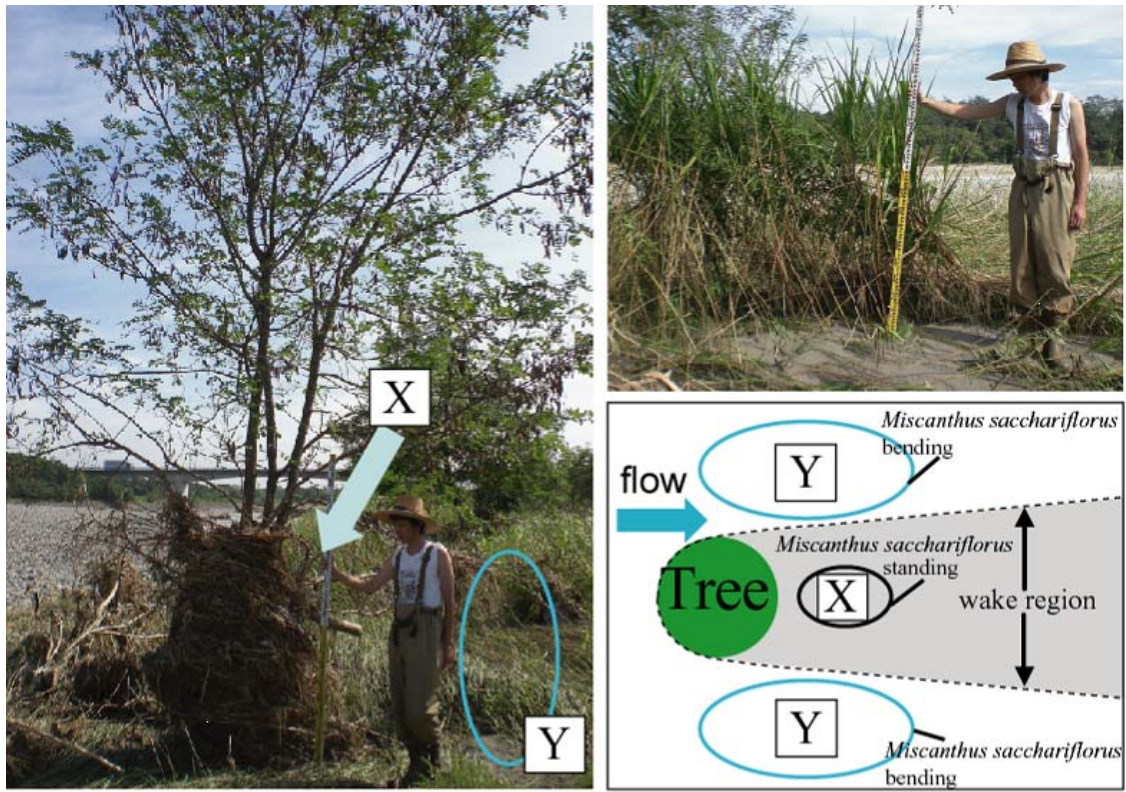 X
Y
flow
Y
Miscanthus sacchariflorus
bending
Tree
Miscanthus sacchariflorus
standing
X
wake region
Y
Miscanthus sacchariflorus
bending